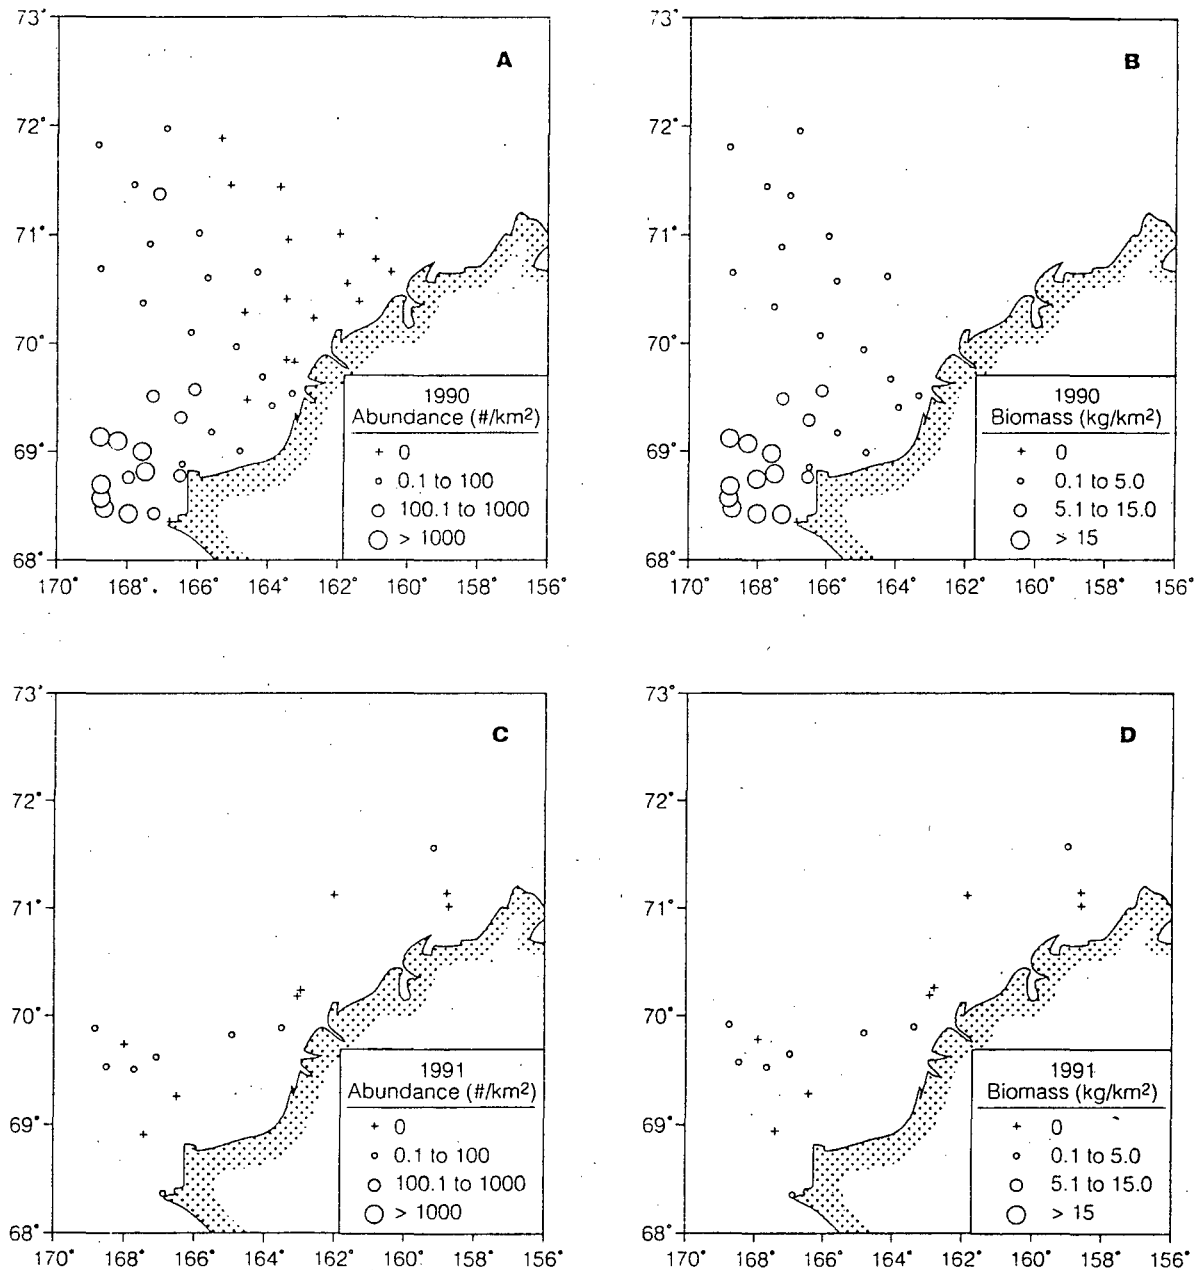 73°
A
72°
71°
70°
69°
68°
170° 168° 166° 164° 162° 160° 158° 156°
1990
Abundance (#/km²)
+ 0
0.1 to 100
100.1 to 1000
> 1000
73°
B
72°
71°
70°
69°
68°
170° 168° 166° 164° 162° 160° 158° 156°
1990
Biomass (kg/km²)
+ 0
0.1 to 5.0
5.1 to 15.0
> 15
73°
C
72°
71°
70°
69°
68°
170° 168° 166° 164° 162° 160° 158° 156°
1991
Abundance (#/km²)
+ 0
0.1 to 100
100.1 to 1000
> 1000
73°
D
72°
71°
70°
69°
68°
170° 168° 166° 164° 162° 160° 158° 156°
1991
Biomass (kg/km²)
+ 0
0.1 to 5.0
5.1 to 15.0
> 15